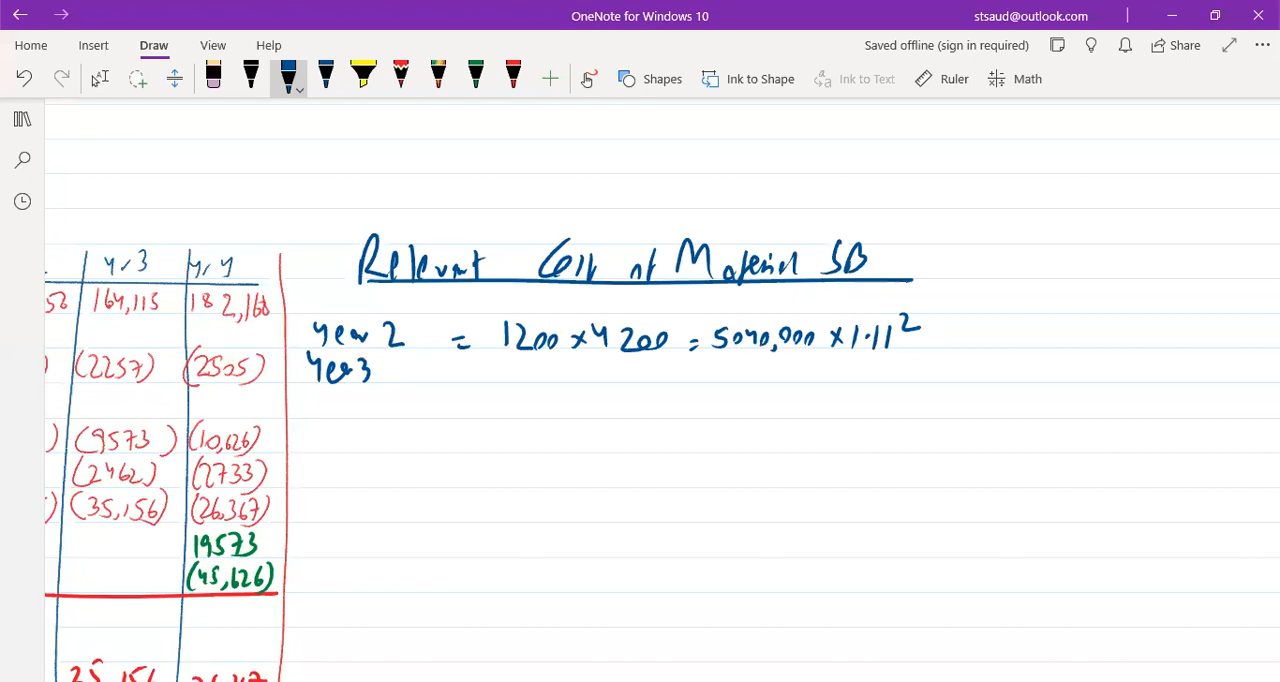 OneNote for Windows 10
stsaud@outlook.com
Home Insert Draw View Help
Saved offline (sign in required) Share
Shapes Ink to Shape Ink to Text Ruler Math
Relevant Cost of Material SB
yr 3 yr 4
164,115 182,168
Year 2 = 1200 × 4200 = 5040,000 × 1.11²
Year 3
(2257) (2505)
) (9573) (10,626)
(2462) (2733)
) (35,156) (26,367)
19573
(45,626)